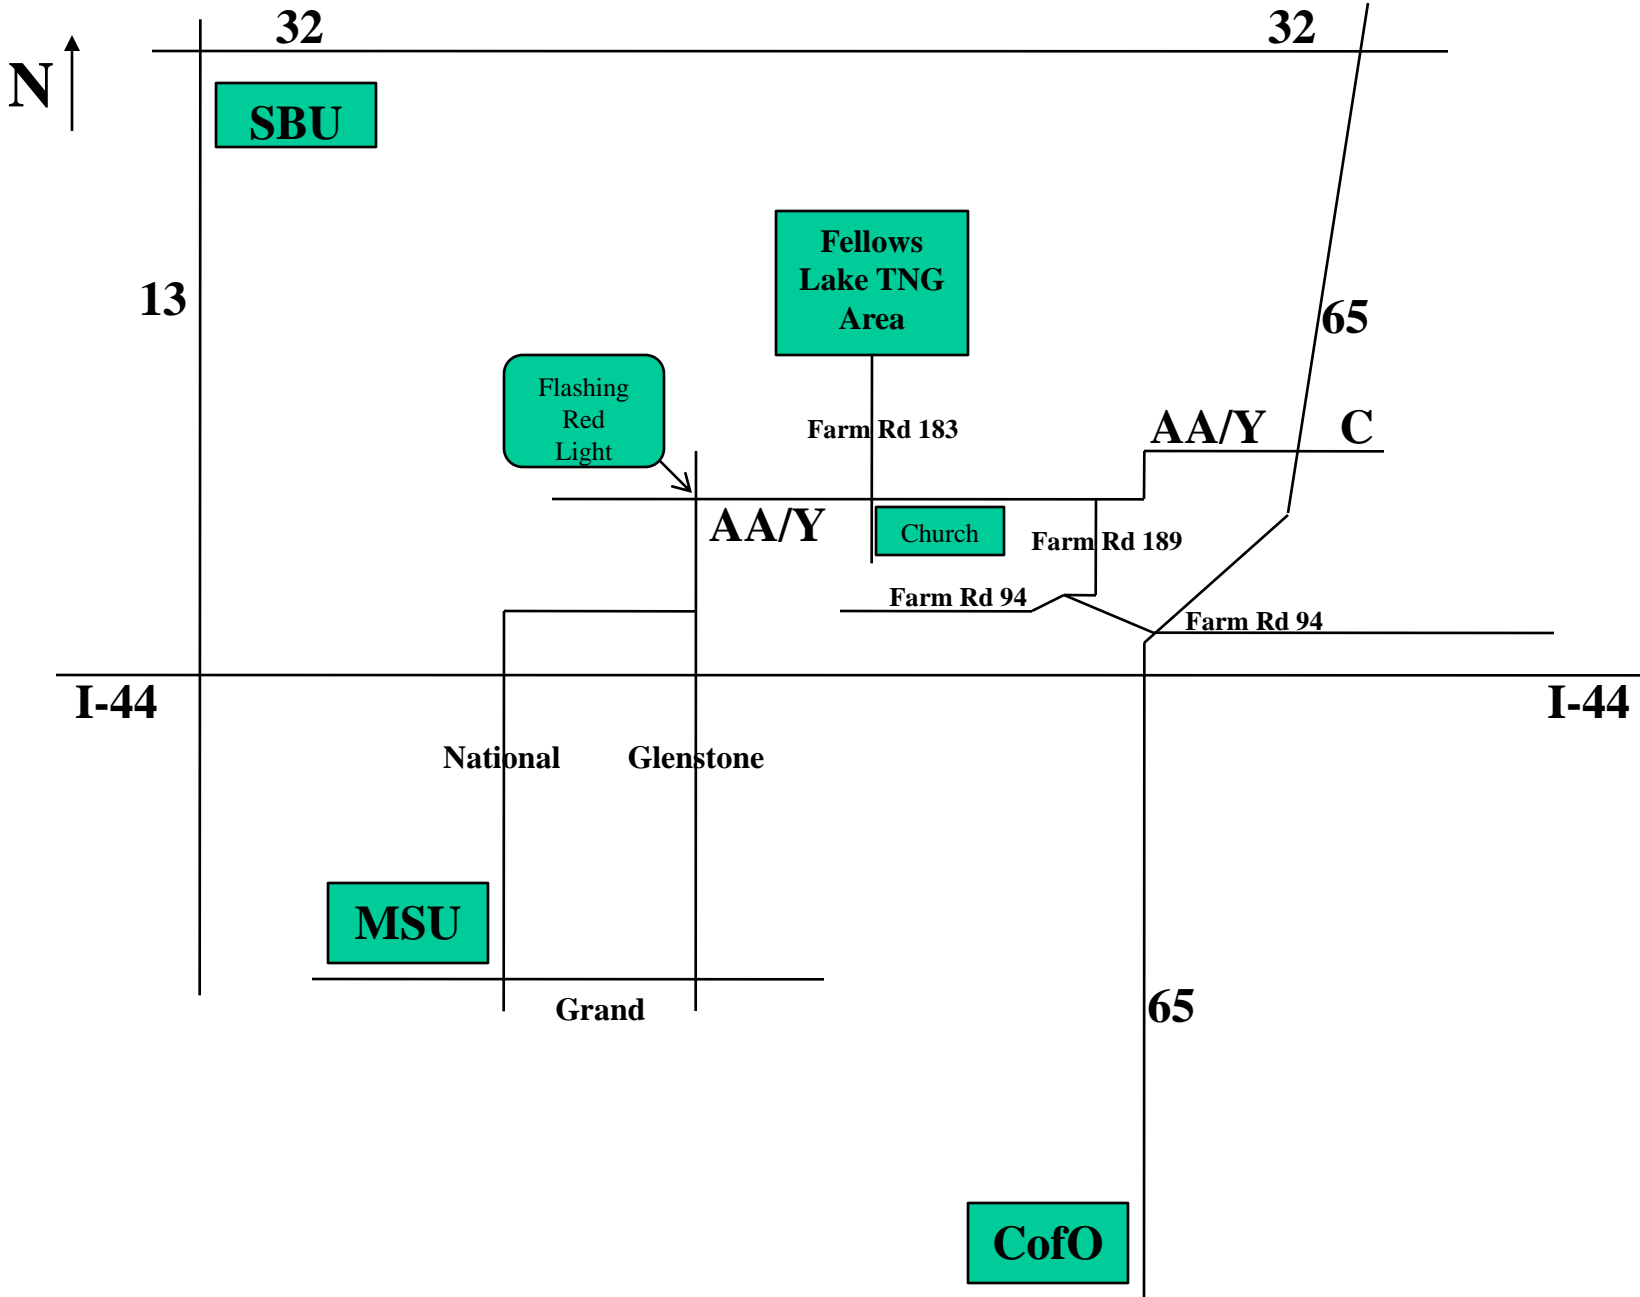 32
32
N
SBU
Fellows
Lake TNG
Area
13
65
Flashing
Red
Light
Farm Rd 183
AA/Y
C
AA/Y
Church
Farm Rd 189
Farm Rd 94
Farm Rd 94
I-44
I-44
National
Glenstone
MSU
Grand
65
CofO